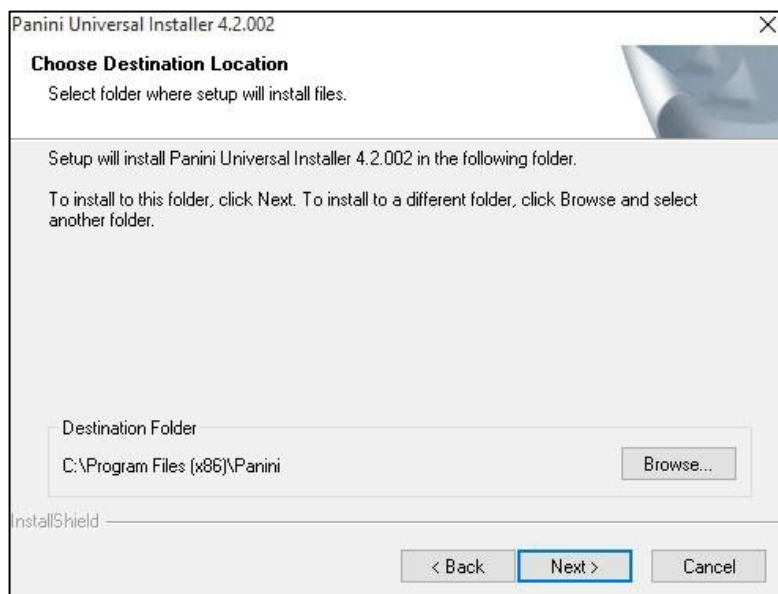 Panini Universal Installer 4.2.002
Choose Destination Location
Select folder where setup will install files.
Setup will install Panini Universal Installer 4.2.002 in the following folder.
To install to this folder, click Next. To install to a different folder, click Browse and select
another folder.
Destination Folder
C:\Program Files (x86)\Panini
Browse...
InstallShield
< Back
Next >
Cancel